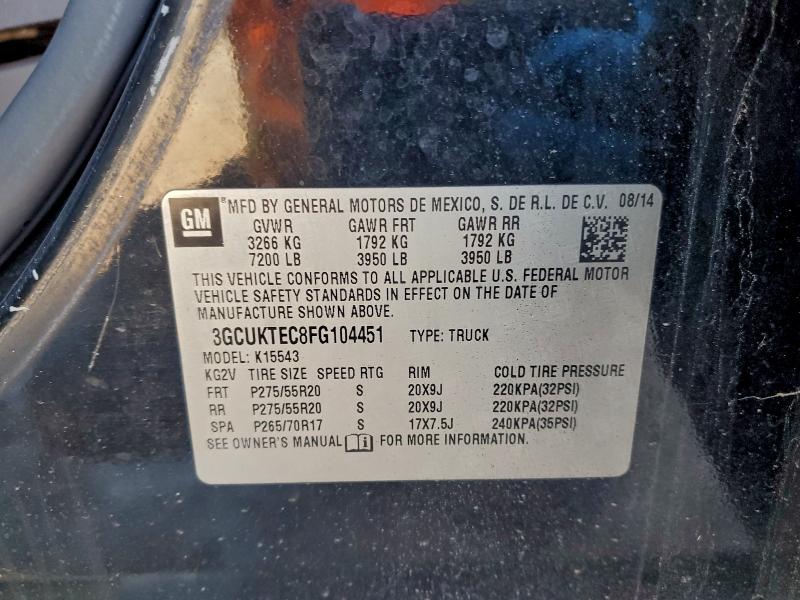 GM ® MFD BY GENERAL MOTORS DE MEXICO, S. DE R.L. DE C.V. 08/14
GVWR GAWR FRT GAWR RR
3266 KG 1792 KG 1792 KG
7200 LB 3950 LB 3950 LB
THIS VEHICLE CONFORMS TO ALL APPLICABLE U.S. FEDERAL MOTOR
VEHICLE SAFETY STANDARDS IN EFFECT ON THE DATE OF
MANUFACTURE SHOWN ABOVE.
3GCUKTEC8FG104451 TYPE: TRUCK
MODEL: K15543
KG2V TIRE SIZE SPEED RTG RIM COLD TIRE PRESSURE
FRT P275/55R20 S 20X9J 220KPA(32PSI)
RR P275/55R20 S 20X9J 220KPA(32PSI)
SPA P265/70R17 S 17X7.5J 240KPA(35PSI)
SEE OWNER'S MANUAL i FOR MORE INFORMATION.